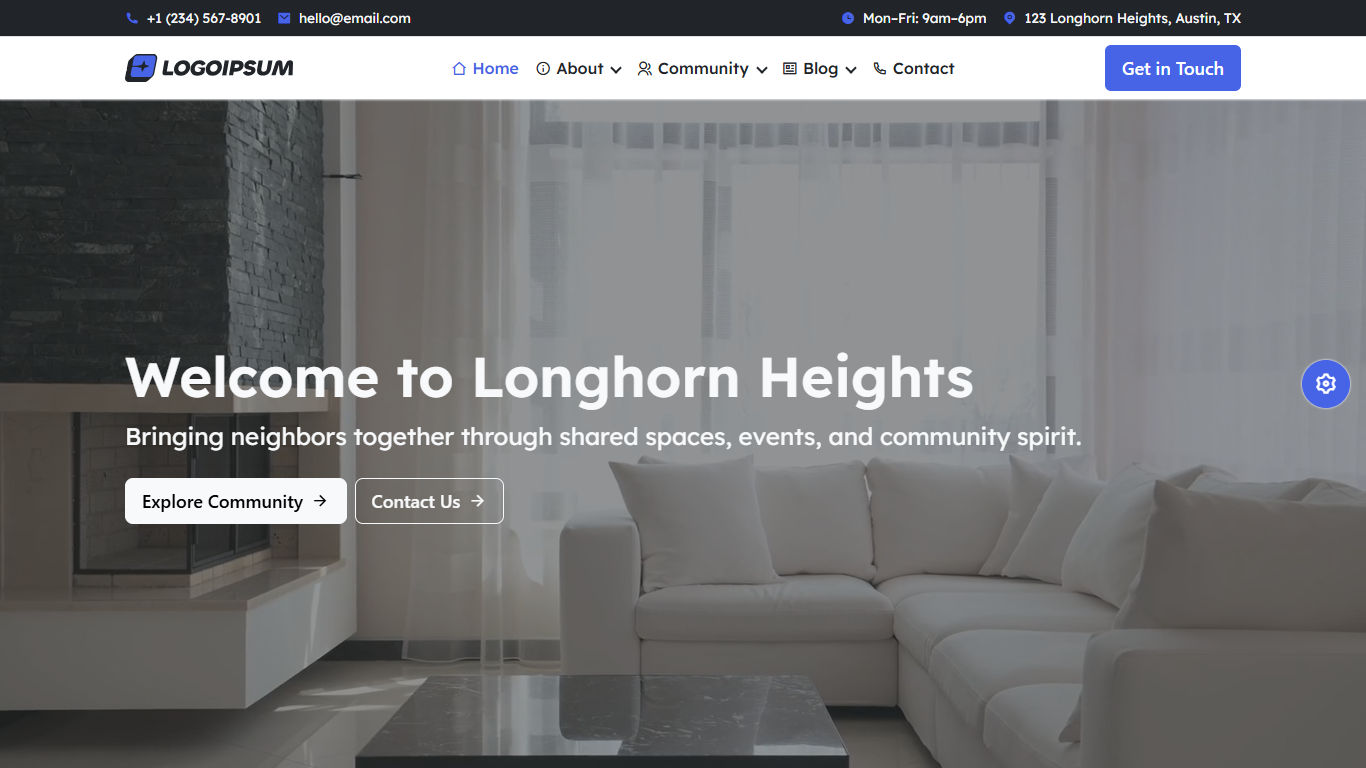 +1 (234) 567-8901 hello@email.com Mon–Fri: 9am–6pm 123 Longhorn Heights, Austin, TX
LOGOIPSUM Home About Community Blog Contact Get in Touch
Welcome to Longhorn Heights
Bringing neighbors together through shared spaces, events, and community spirit.
Explore Community Contact Us